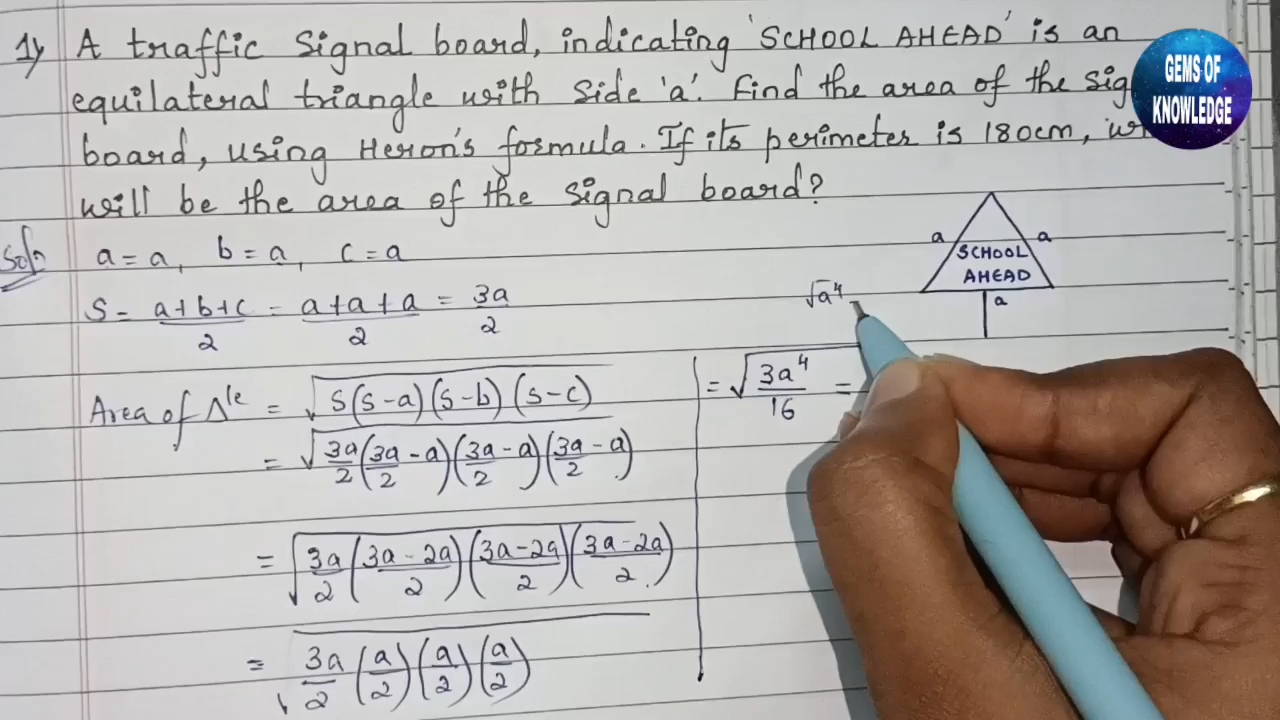 1) A traffic signal board, indicating 'SCHOOL AHEAD' is an
equilateral triangle with side 'a'. Find the area of the sig
board, using Heron's formula. If its perimeter is 180cm,
will be the area of the signal board?
Soln: a = a, b = a, c = a
S = a+b+c/2 = a+a+a/2 = 3a/2
Area of Δle = √S(S-a)(S-b)(S-c)
= √3a/2(3a/2 - a)(3a/2 - a)(3a/2 - a)
= √3a/2(3a-2a/2)(3a-2a/2)(3a-2a/2)
= √3a/2(a/2)(a/2)(a/2)
√a⁴
= √3a⁴/16 =
a
a
SCHOOL
AHEAD
a
GEMS OF
KNOWLEDGE